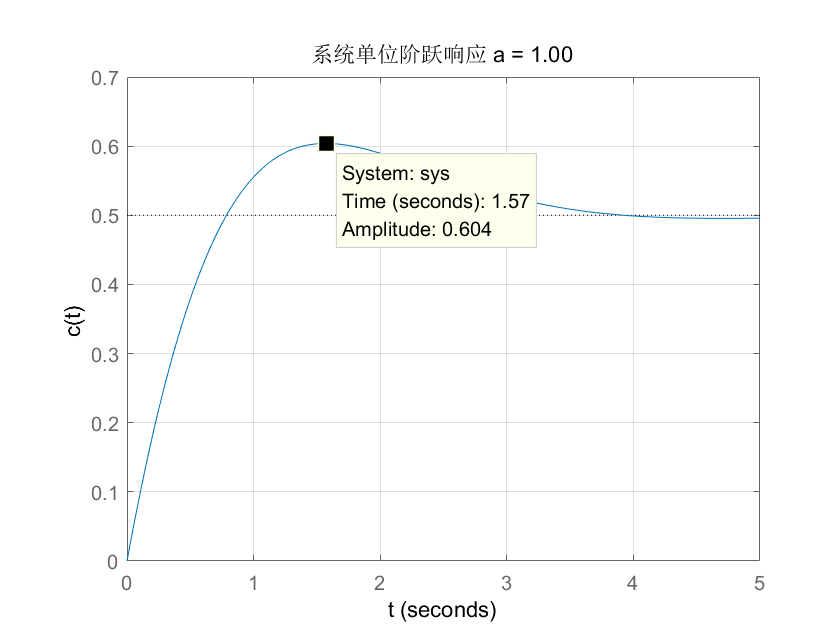 系统单位阶跃响应 a = 1.00
0.7
0.6
0.5
0.4
0.3
0.2
0.1
0
c(t)
System: sys
Time (seconds): 1.57
Amplitude: 0.604
0 1 2 3 4 5
t (seconds)